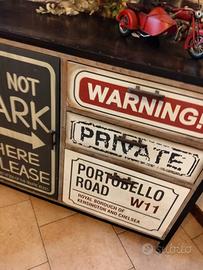 NOT
ARK
HERE
LEASE
WARNING!
PRIVATE
PORTOBELLO
ROAD W11
ROYAL BOROUGH OF
KENSINGTON AND CHELSEA
subito